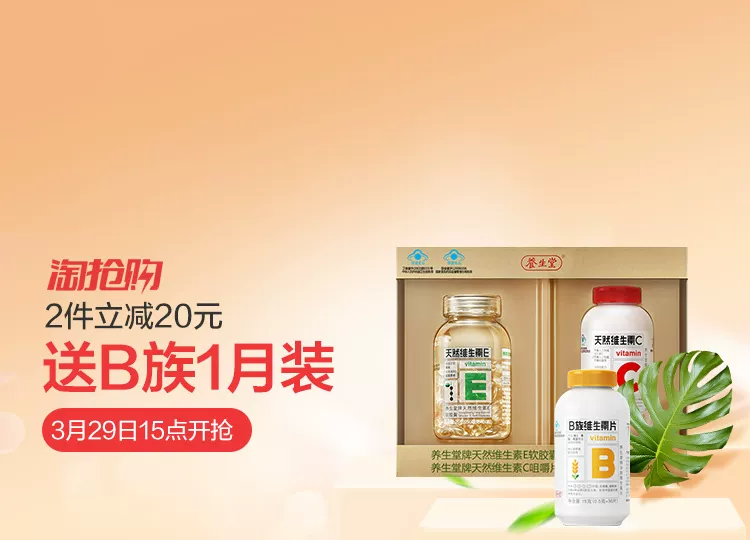 淘抢购
2件立减20元
送B族1月装
3月29日15点开抢
养生堂
天然维生素E
vitamin
E
养生堂牌天然维生素E软胶囊
养生堂牌天然维生素C咀嚼片
天然维生素C
vitamin
C
B族维生素片
vitamin
B